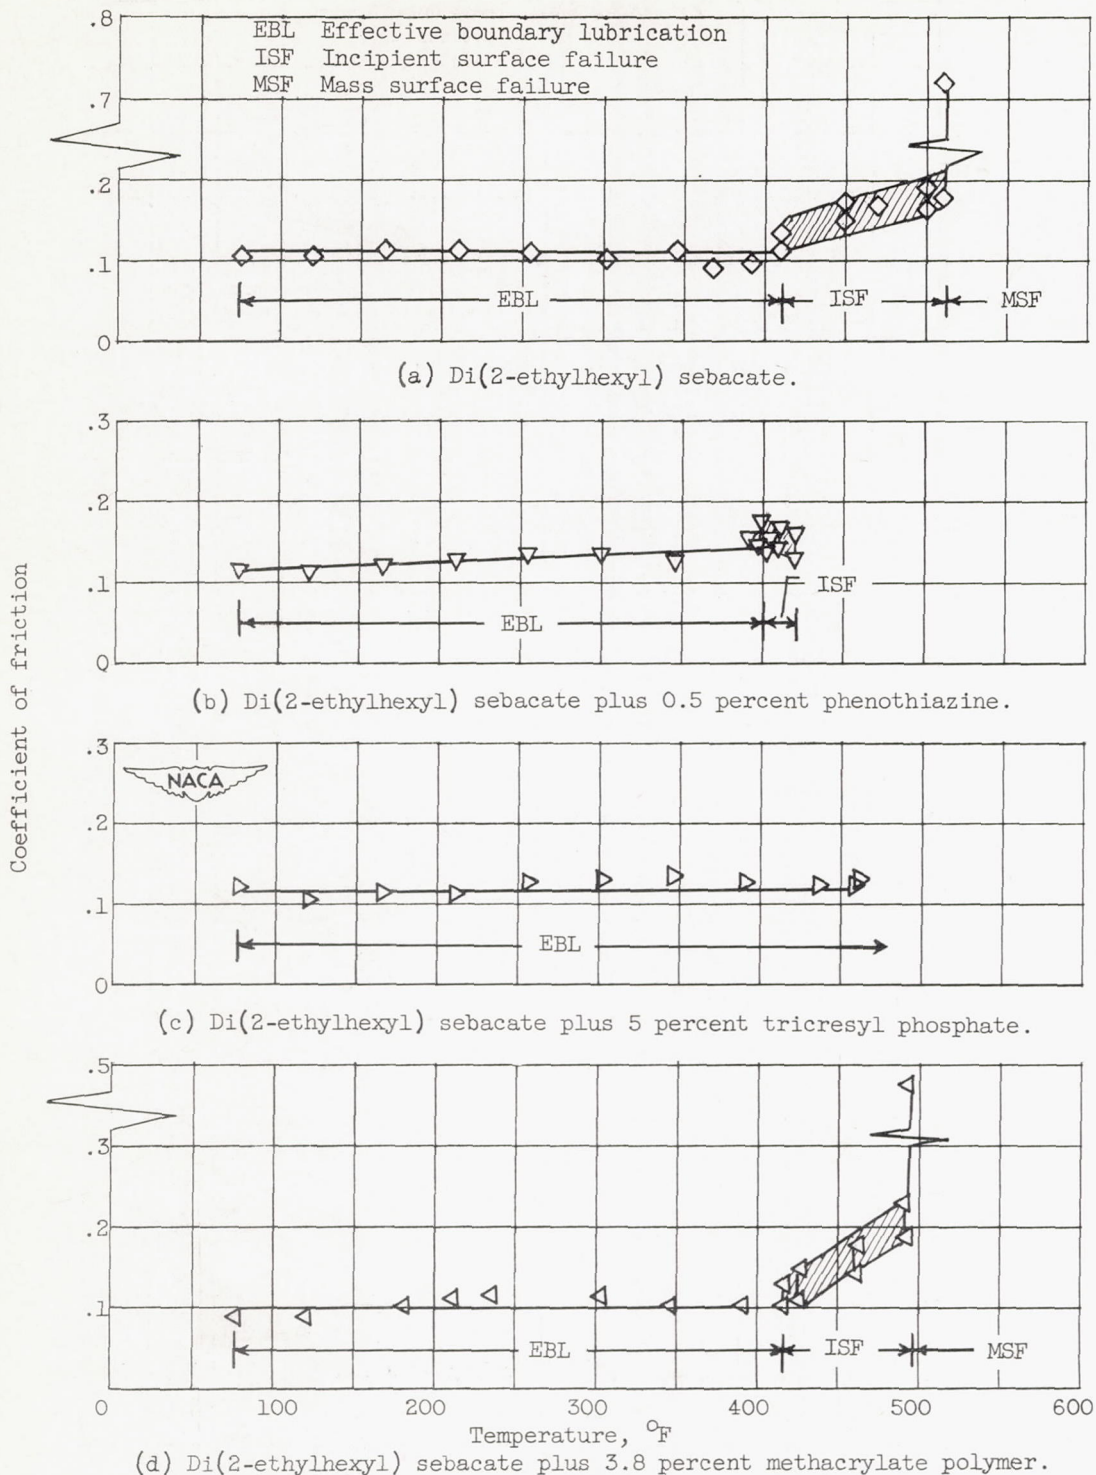 .8
EBL Effective boundary lubrication
ISF Incipient surface failure
MSF Mass surface failure
.7
.2
.1
EBL
ISF
MSF
0
(a) Di(2-ethylhexyl) sebacate.
.3
.2
.1
ISF
EBL
0
(b) Di(2-ethylhexyl) sebacate plus 0.5 percent phenothiazine.
Coefficient of friction
.3
NACA
.2
.1
EBL
0
(c) Di(2-ethylhexyl) sebacate plus 5 percent tricresyl phosphate.
.5
.3
.2
.1
EBL
ISF
MSF
0 100 200 300 400 500 600
Temperature, °F
(d) Di(2-ethylhexyl) sebacate plus 3.8 percent methacrylate polymer.